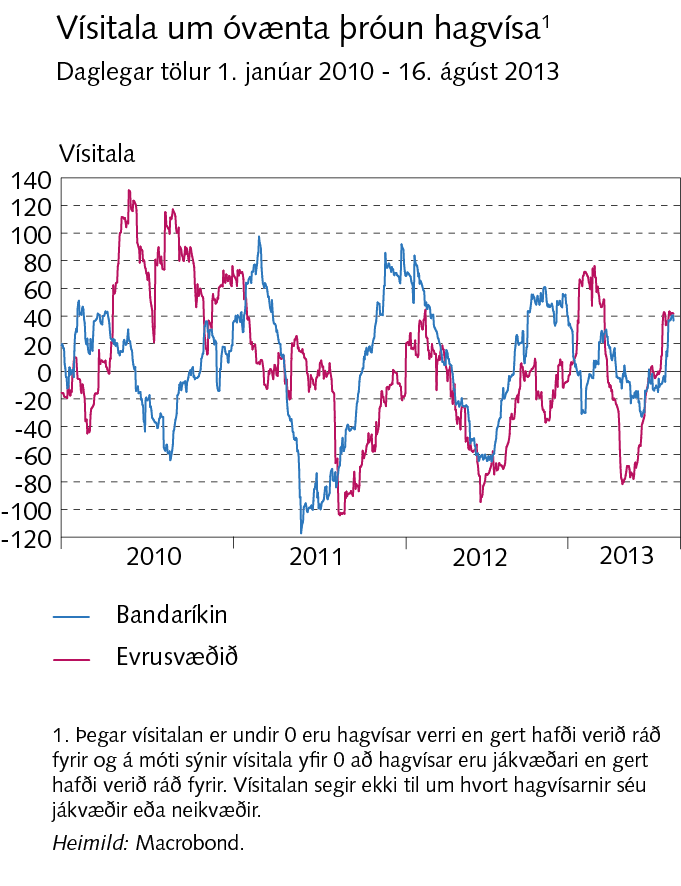 Vísitala um óvænta þróun hagvísa¹
Daglegar tölur 1. janúar 2010 - 16. ágúst 2013
Vísitala
140
120
100
80
60
40
20
0
-20
-40
-60
-80
-100
-120
2010 2011 2012 2013
Bandaríkin
Evrusvæðið
1. Þegar vísitalan er undir 0 eru hagvísar verri en gert hafði verið ráð
fyrir og á móti sýnir vísitala yfir 0 að hagvísar eru jákvæðari en gert
hafði verið ráð fyrir. Vísitalan segir ekki til um hvort hagvísarnir séu
jákvæðir eða neikvæðir.
Heimild: Macrobond.